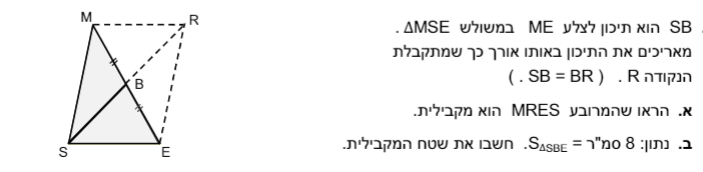 M
R
B
S
E
. SB הוא תיכון לצלע ME במשולש ΔMSE .
מאריכים את התיכון באותו אורך כך שמתקבלת
הנקודה R . ( SB = BR . )
א. הראו שהמרובע MRES הוא מקבילית.
ב. נתון: 8 סמ"ר = S△SBE. חשבו את שטח המקבילית.